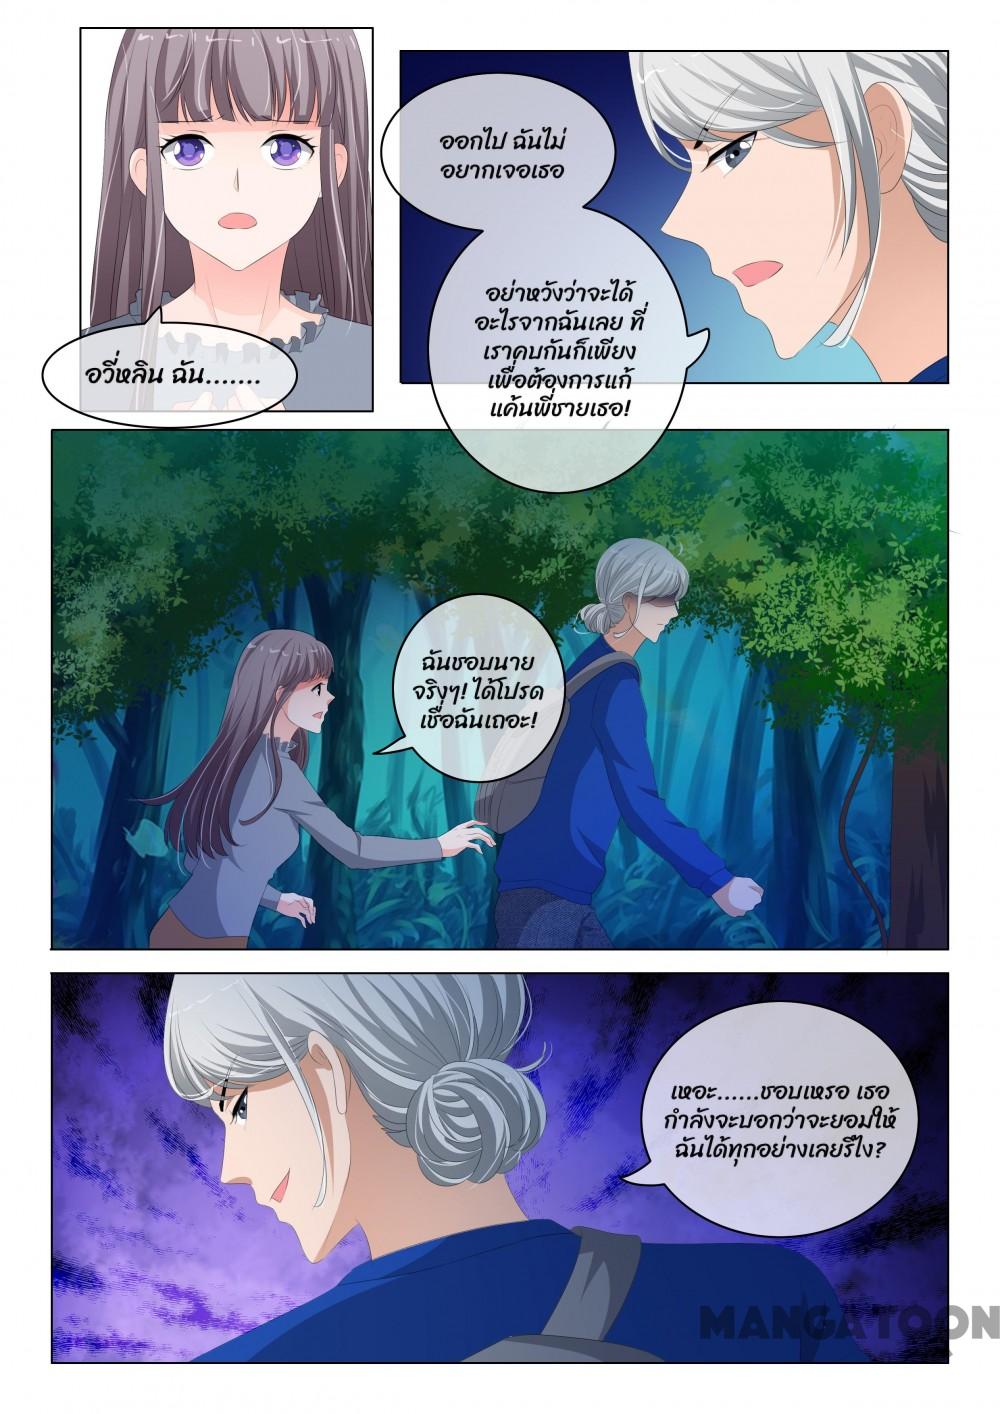 อวี่หลิน ฉัน.......
ออกไป ฉันไม่
อยากเจอเธอ
อย่าหวังว่าจะได้
อะไรจากฉันเลย ที่
เราคบกันก็เพียง
เพื่อต้องการแก้
แค้นพี่ชายเธอ!
ฉันชอบนาย
จริงๆ! ได้โปรด
เชื่อฉันเถอะ!
เหอะ......ชอบเหรอ เธอ
กำลังจะบอกว่าจะยอมให้
ฉันได้ทุกอย่างเลยรึไง?
MANGATOON